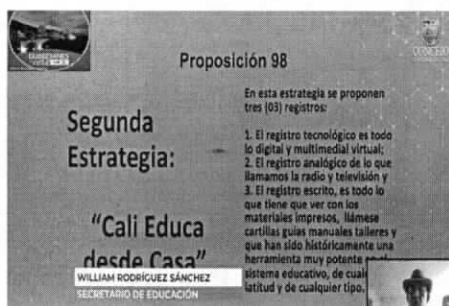 Proposición 98
CONCEJO
Segunda
Estrategia:
“Cali Educa
desde Casa”
En esta estrategia se proponen
tres (03) registros:
1. El registro tecnológico es todo
lo digital y multimedial virtual;
2. El registro analógico de lo que
llamamos la radio y televisión y
3. El registro escrito, es todo lo
que tiene que ver con los
materiales impresos, llámese
cartillas guias manuales talleres y
que han sido históricamente una
herramienta muy potente
sistema educativo, de
latitud y de cualquier tipo.
WILLIAM RODRÍGUEZ SÁNCHEZ
SECRETARIO DE EDUCACIÓN